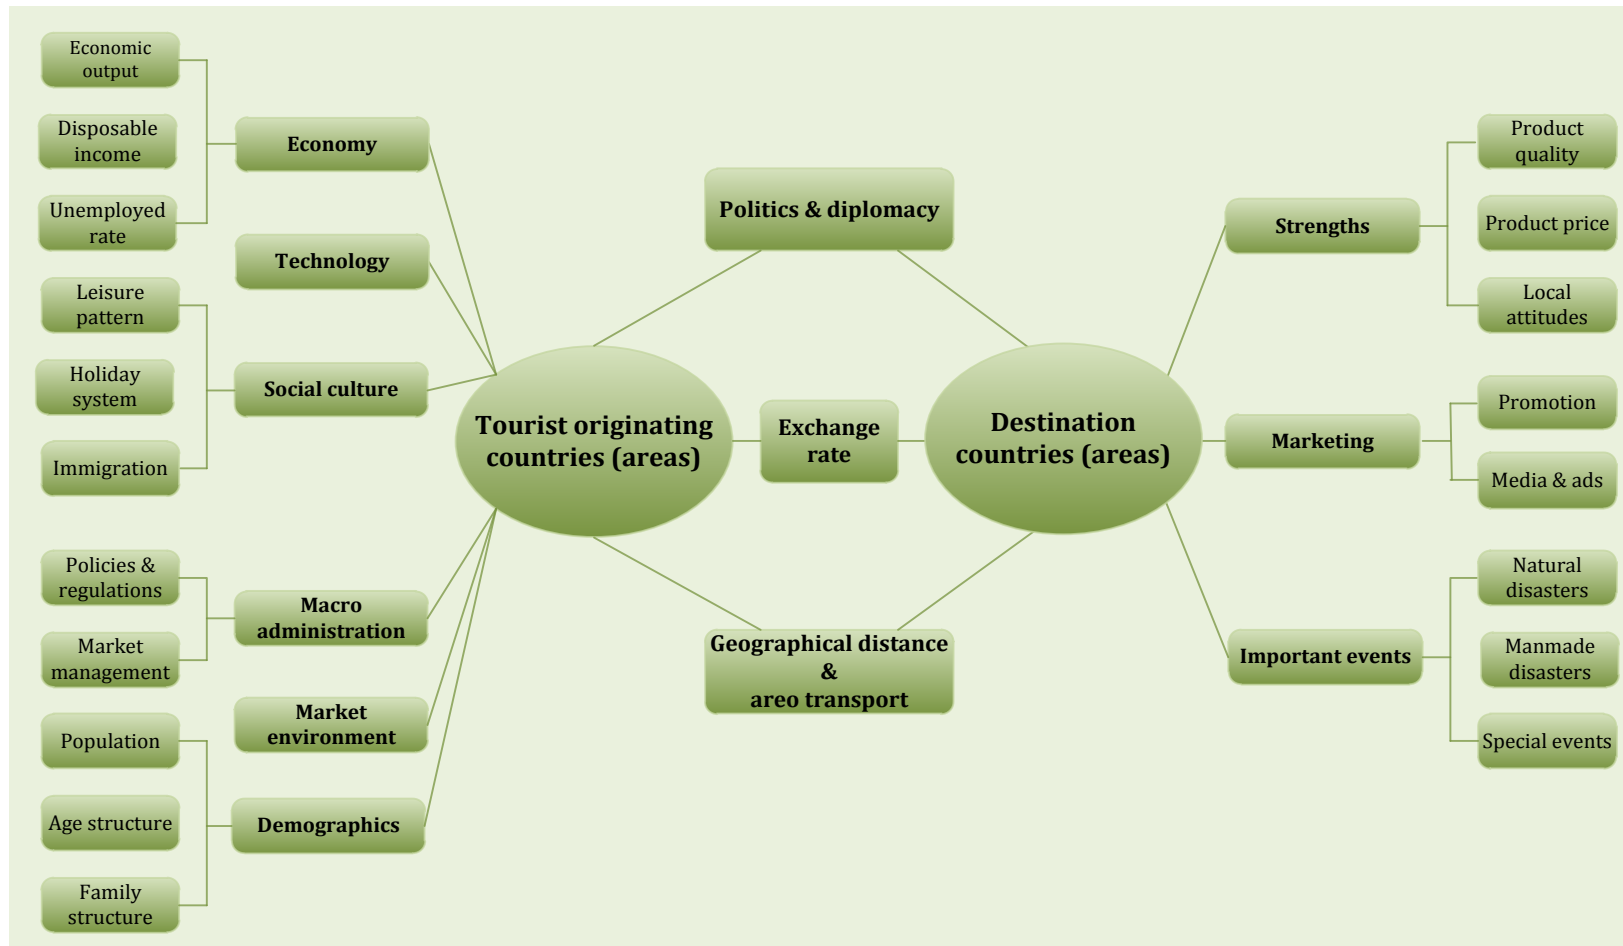 Economic
output
Disposable
income
Unemployed
rate
Economy
Technology
Leisure
pattern
Holiday
system
Immigration
Social culture
Policies &
regulations
Market
management
Macro
administration
Market
environment
Population
Age structure
Family
structure
Demographics
Tourist originating
countries (areas)
Politics & diplomacy
Exchange
rate
Geographical distance
&
areo transport
Destination
countries (areas)
Strengths
Product
quality
Product price
Local
attitudes
Marketing
Promotion
Media & ads
Important events
Natural
disasters
Manmade
disasters
Special events